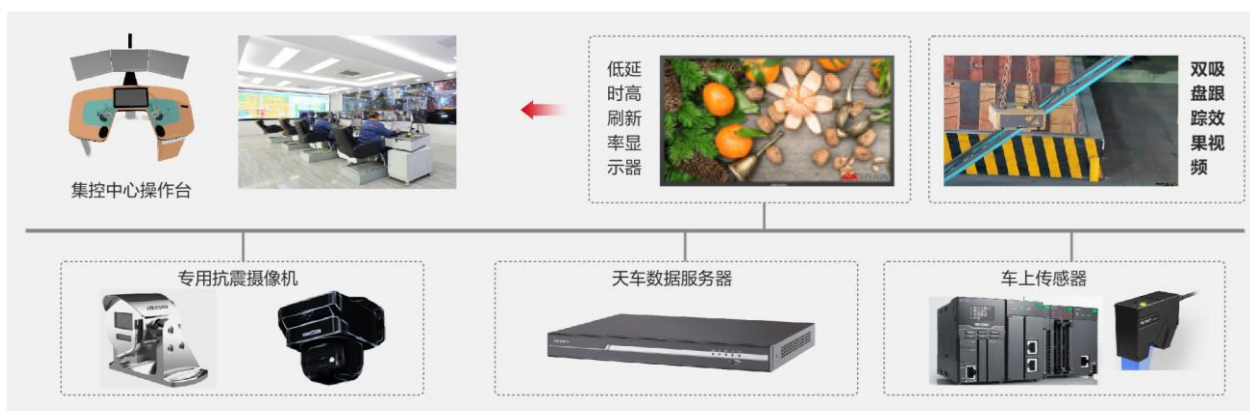 低延
时高
刷新
率显
示器
双吸
盘跟
踪效
果视
频
集控中心操作台
专用抗震摄像机
天车数据服务器
车上传感器